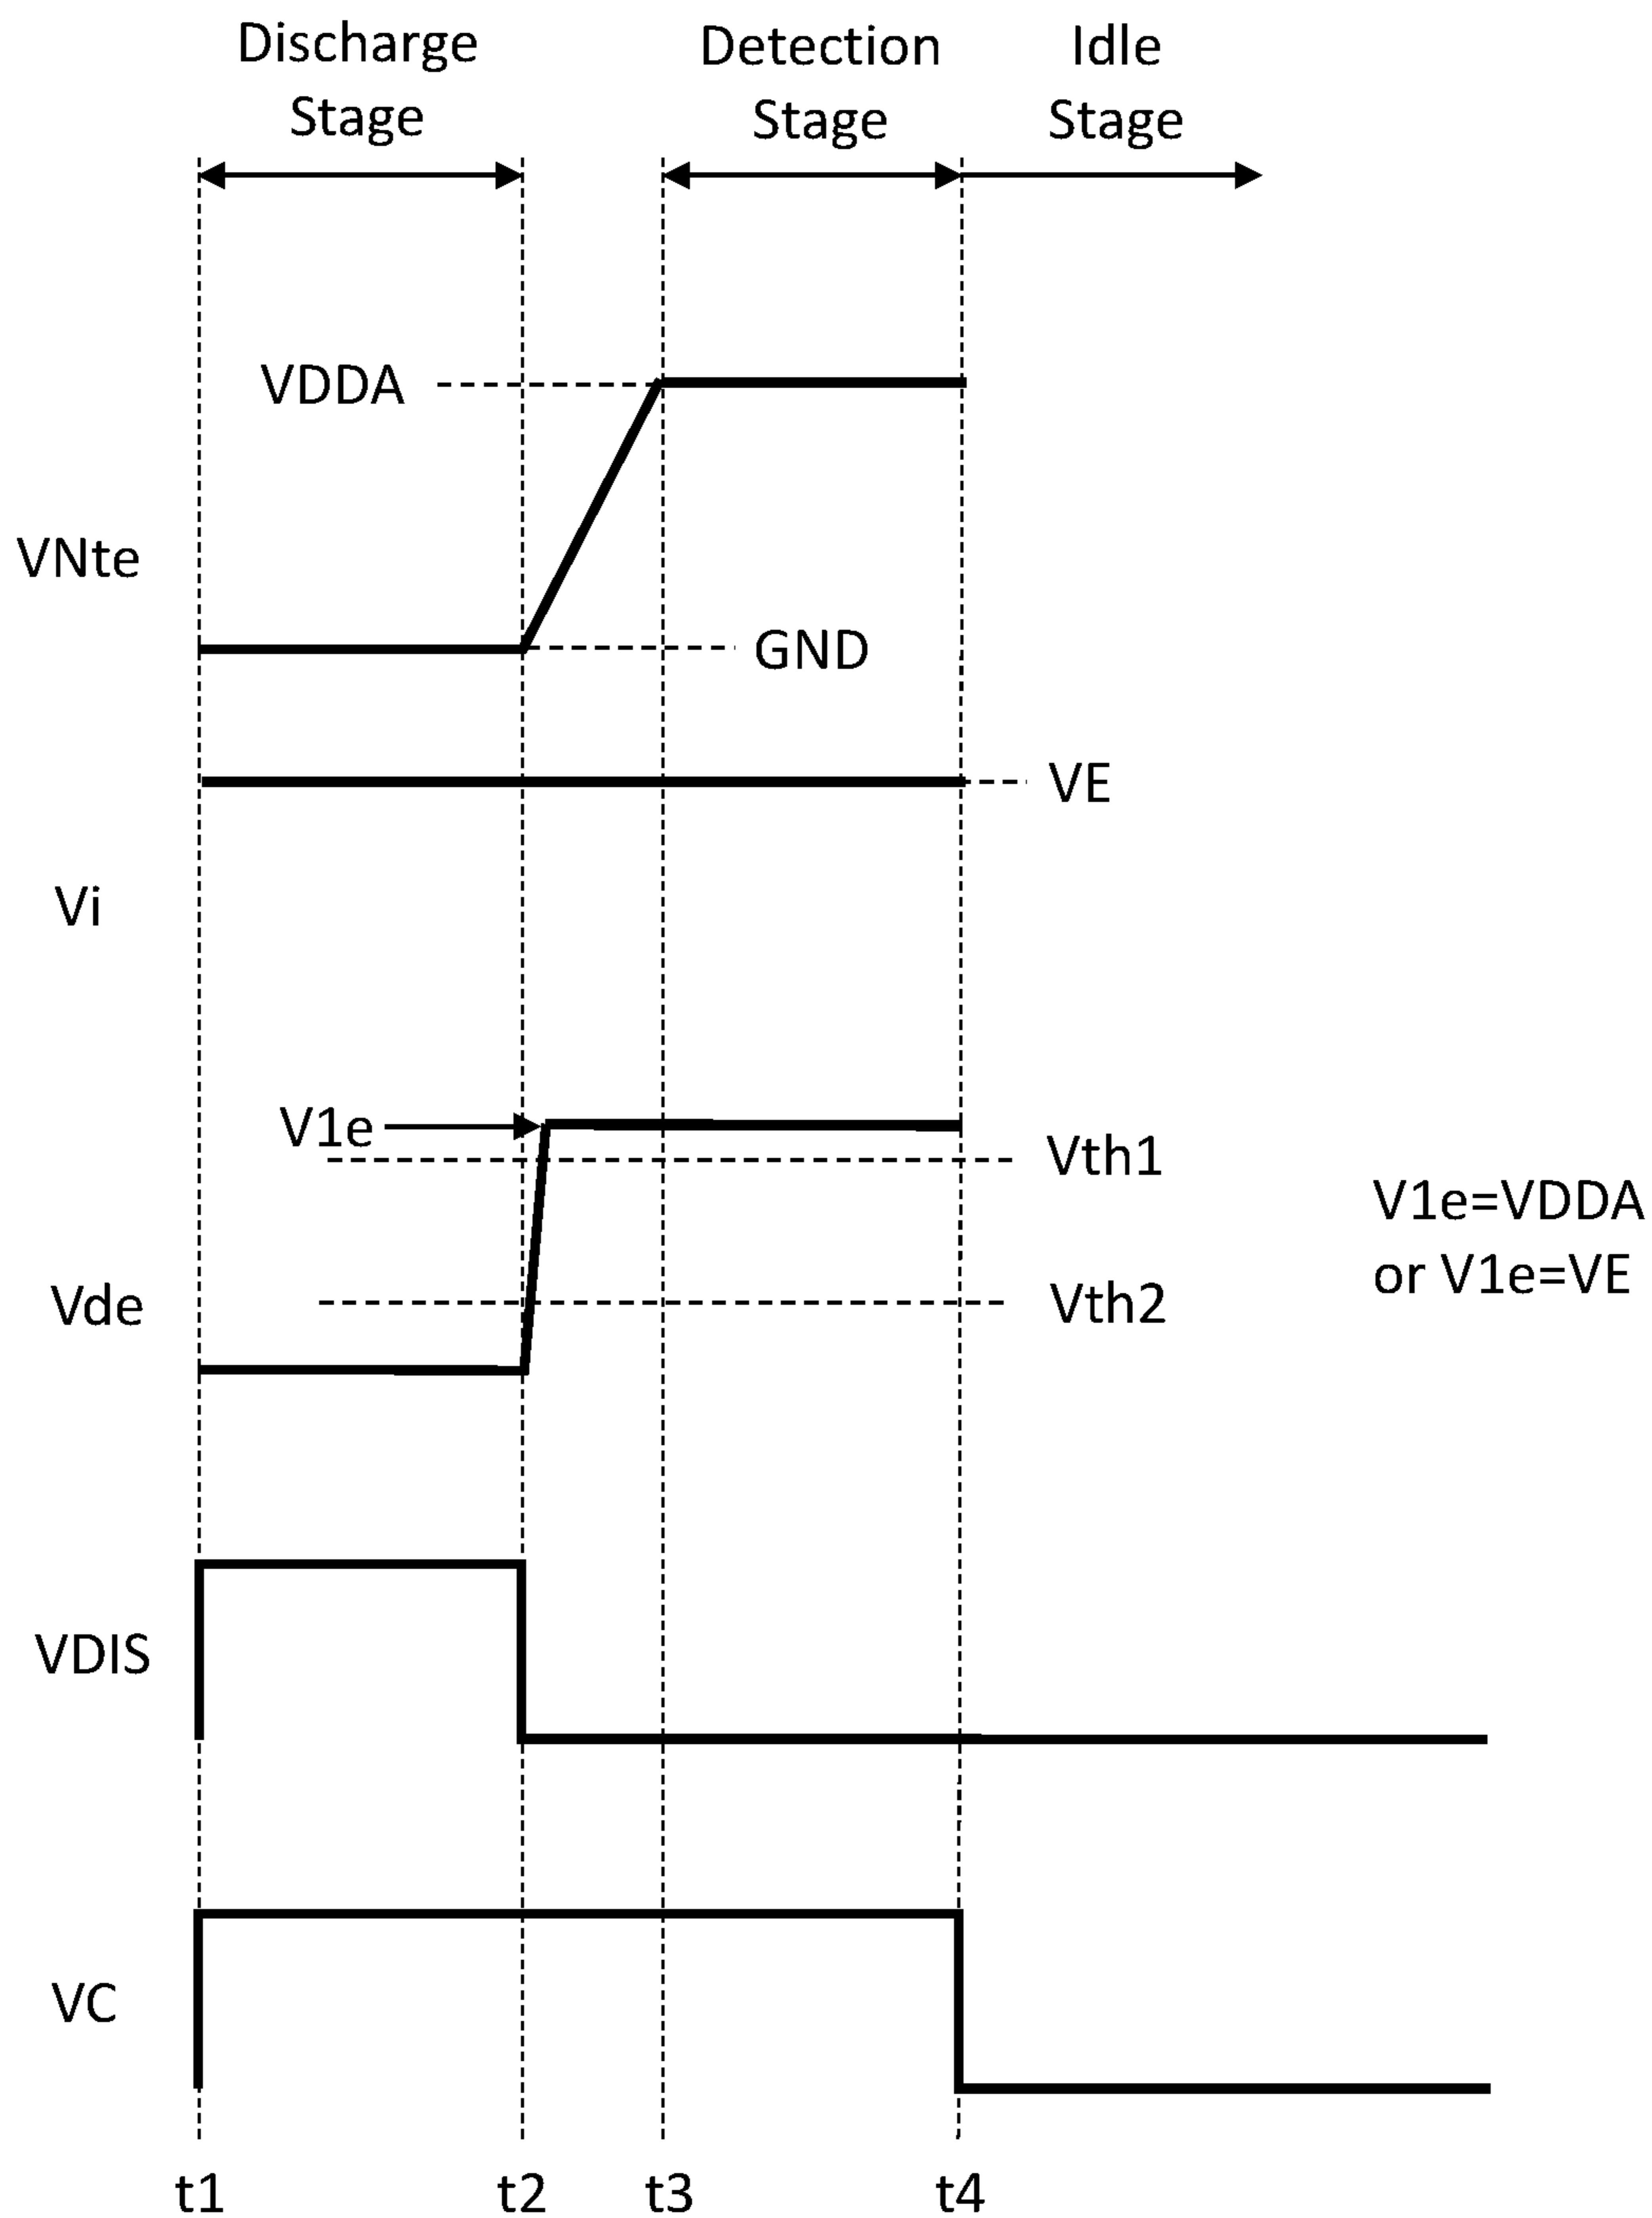 Discharge
Stage
Detection
Stage
Idle
Stage
VDDA
VNte
GND
VE
Vi
V1e
Vth1
V1e=VDDA
or V1e=VE
Vde
Vth2
VDIS
VC
t1
t2
t3
t4